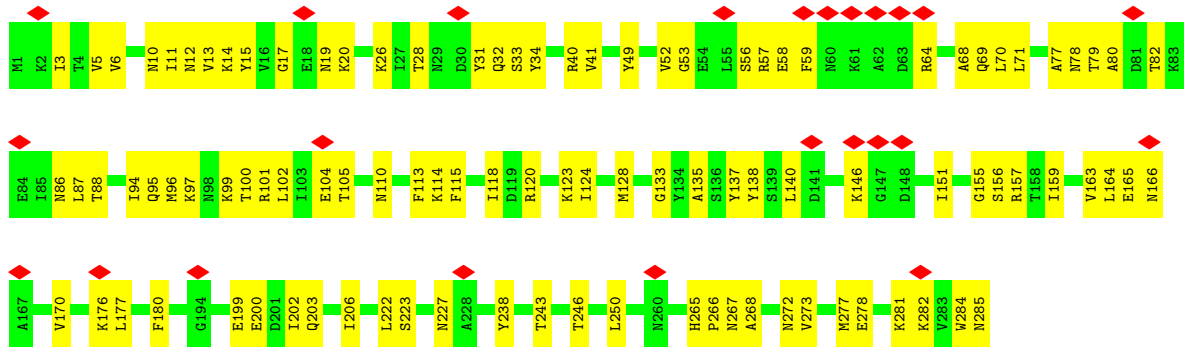 M1 K2 I3 T4 V5 V6 N10 I11 N12 V13 K14 Y15 V16 G17 E18 N19 K20 K26 I27 T28 N29 D30 Y31 Q32 S33 Y34 R40 V41 Y49 V52 G53 E54 L55 S56 R57 E58 F59 N60 K61 A62 D63 R64 A68 Q69 L70 L71 A77 N78 T79 A80 D81 T82 K83
E84 I85 N86 L87 T88 I94 Q95 M96 K97 N98 K99 T100 R101 L102 I103 E104 T105 N110 F113 K114 F115 I118 D119 R120 K123 I124 M128 G133 Y134 A135 S136 Y137 Y138 S139 L140 D141 K146 G147 D148 I151 G155 S156 R157 T158 I159 V163 L164 E165 N166
A167 V170 K176 L177 F180 G194 E199 E200 D201 I202 Q203 I206 L222 S223 N227 A228 Y238 T243 T246 L250 N260 H265 P266 N267 A268 N272 V273 M277 E278 K281 K282 V283 W284 N285